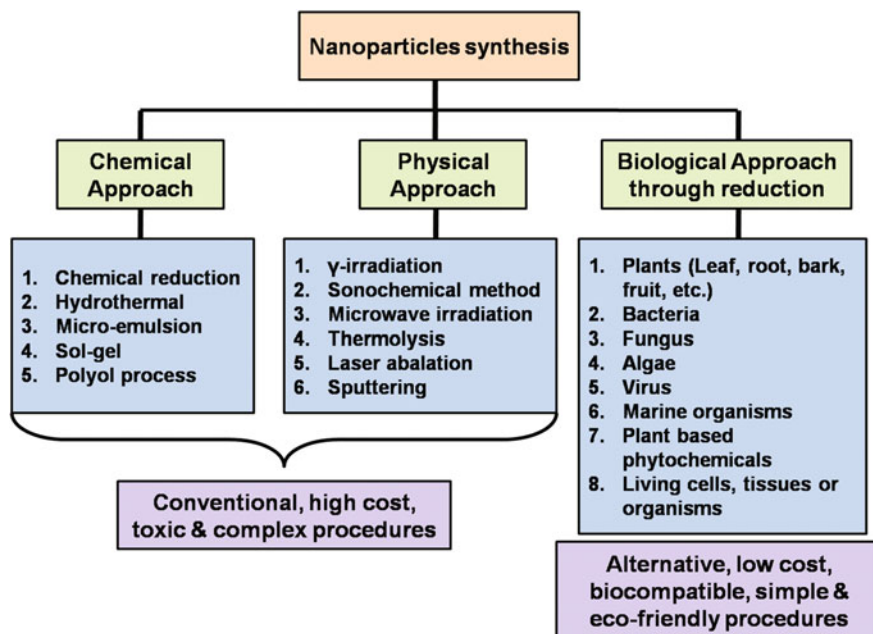 Nanoparticles synthesis
Chemical
Approach
Physical
Approach
Biological Approach
through reduction
1. Chemical reduction
2. Hydrothermal
3. Micro-emulsion
4. Sol-gel
5. Polyol process
1. γ-irradiation
2. Sonochemical method
3. Microwave irradiation
4. Thermolysis
5. Laser abalation
6. Sputtering
1. Plants (Leaf, root, bark,
fruit, etc.)
2. Bacteria
3. Fungus
4. Algae
5. Virus
6. Marine organisms
7. Plant based
phytochemicals
8. Living cells, tissues or
organisms
Conventional, high cost,
toxic & complex procedures
Alternative, low cost,
biocompatible, simple &
eco-friendly procedures